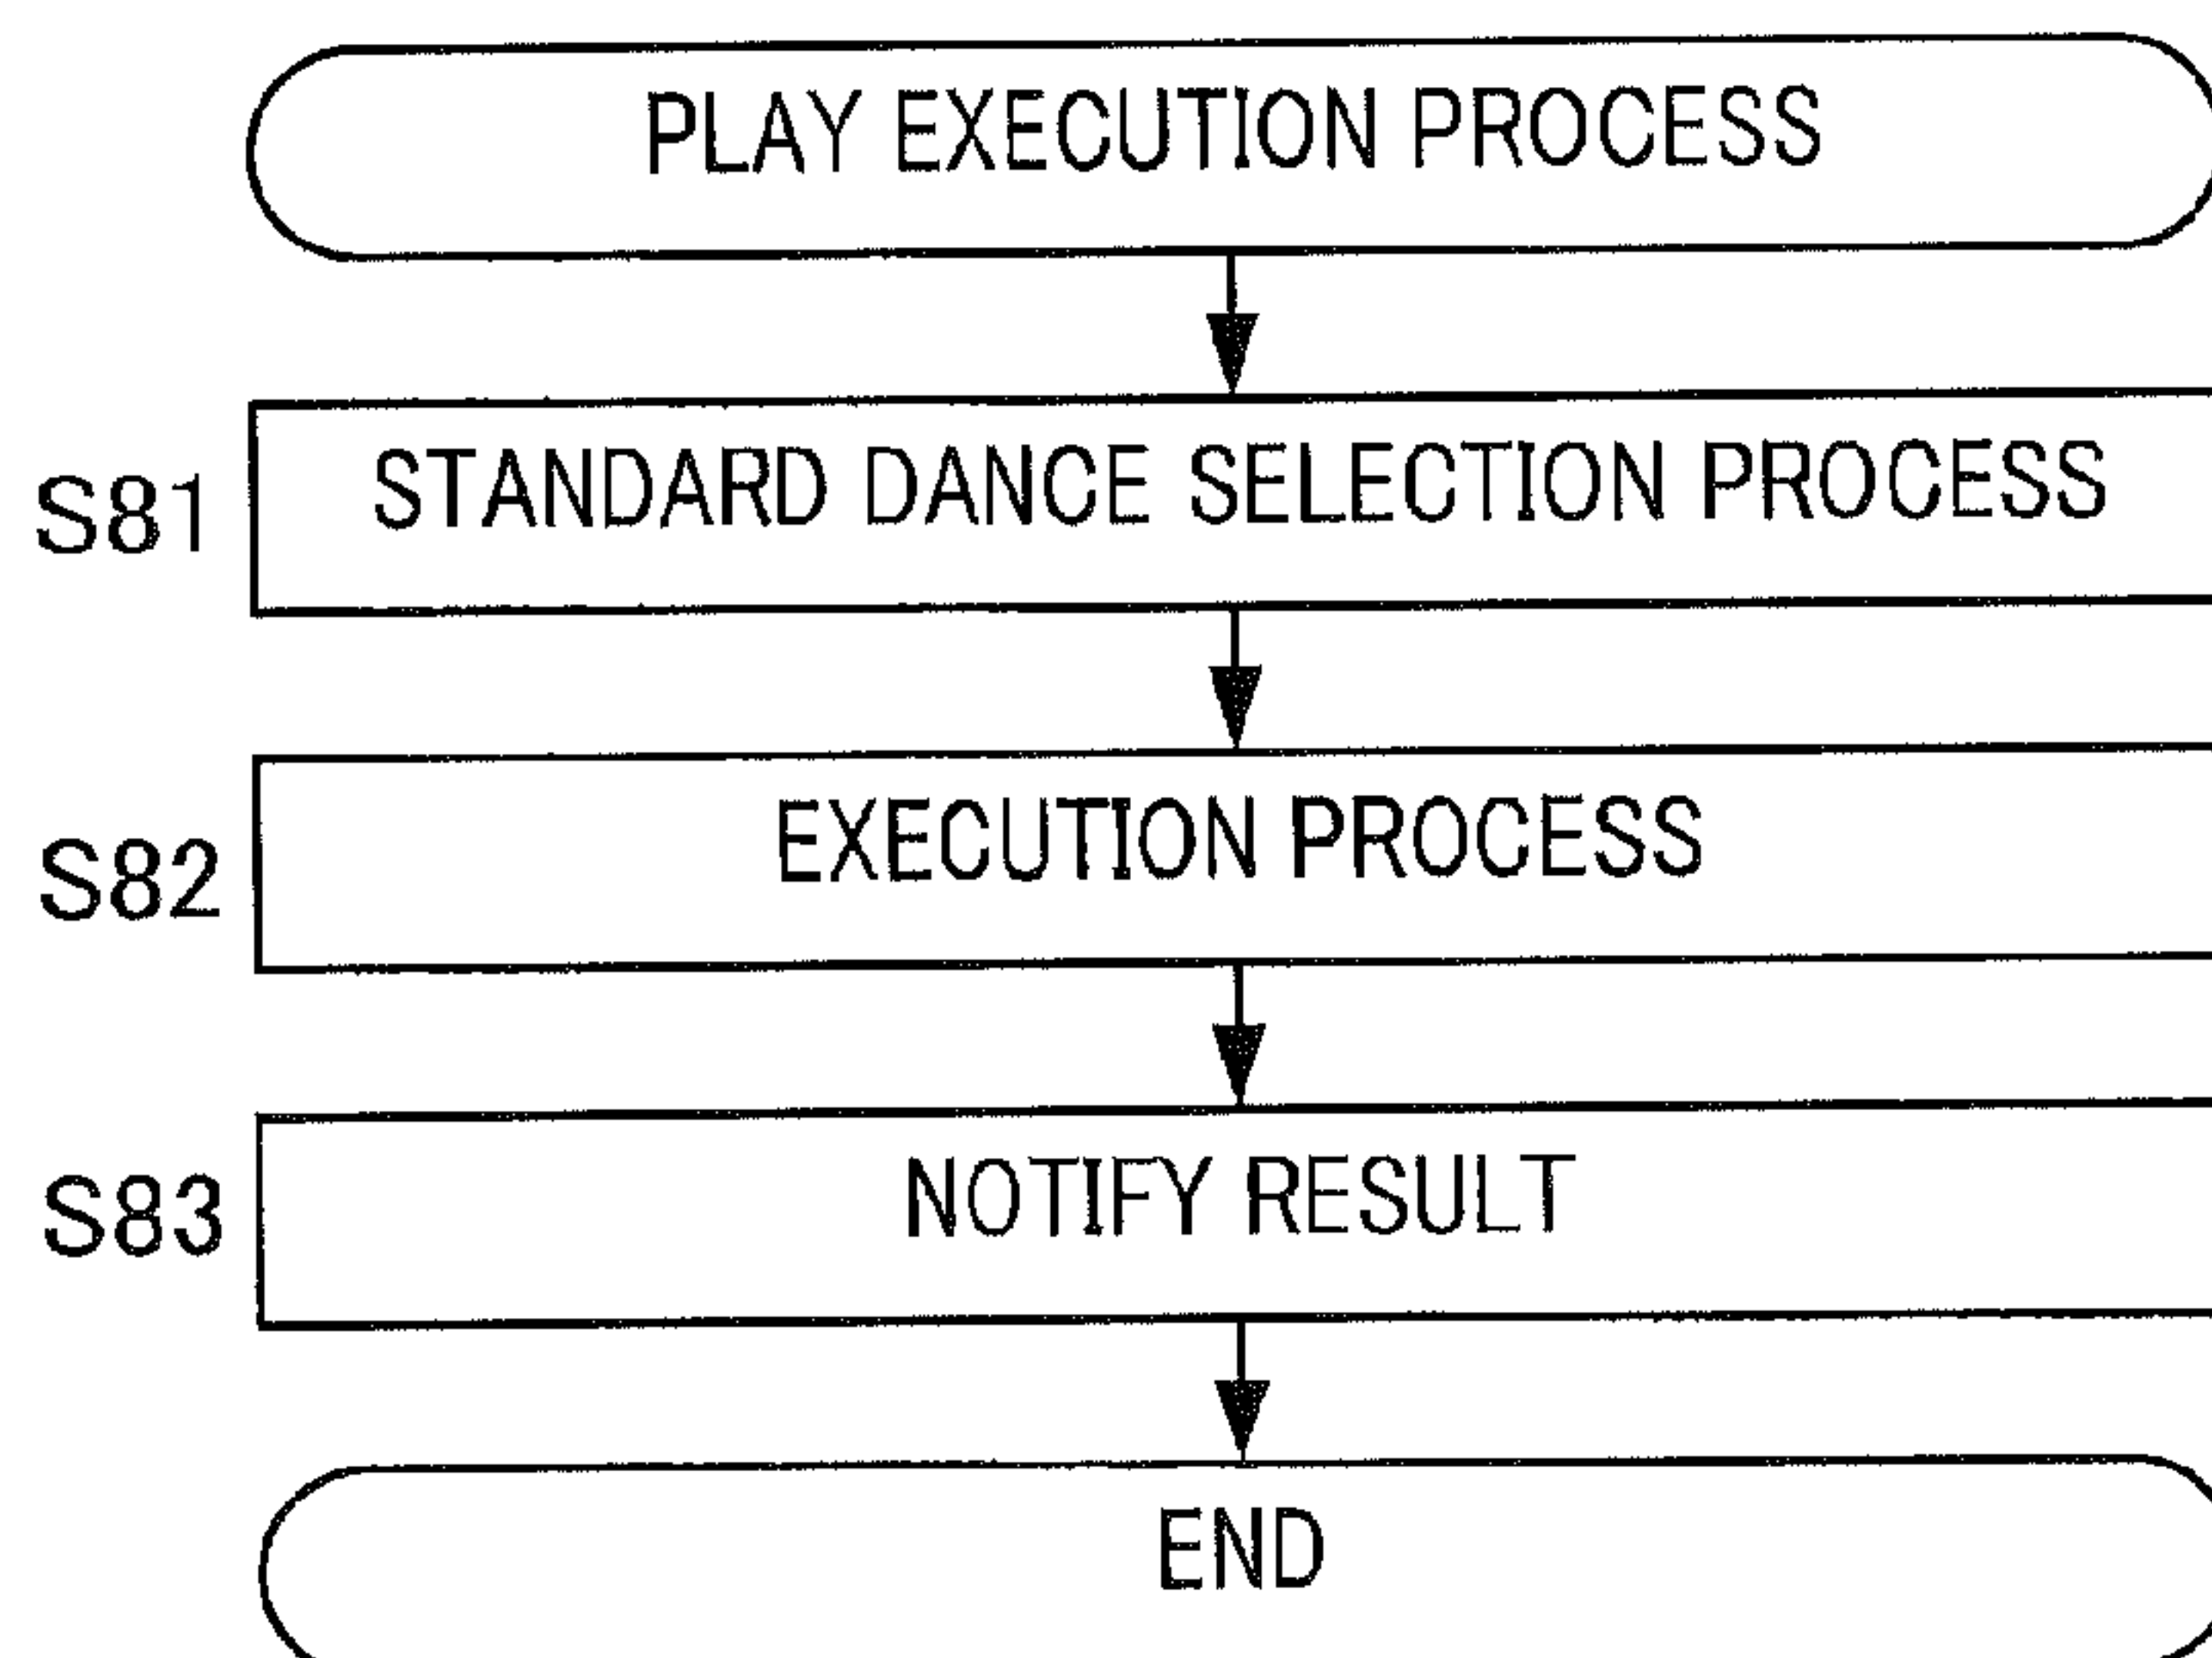 PLAY EXECUTION PROCESS
S81 STANDARD DANCE SELECTION PROCESS
S82 EXECUTION PROCESS
S83 NOTIFY RESULT
END